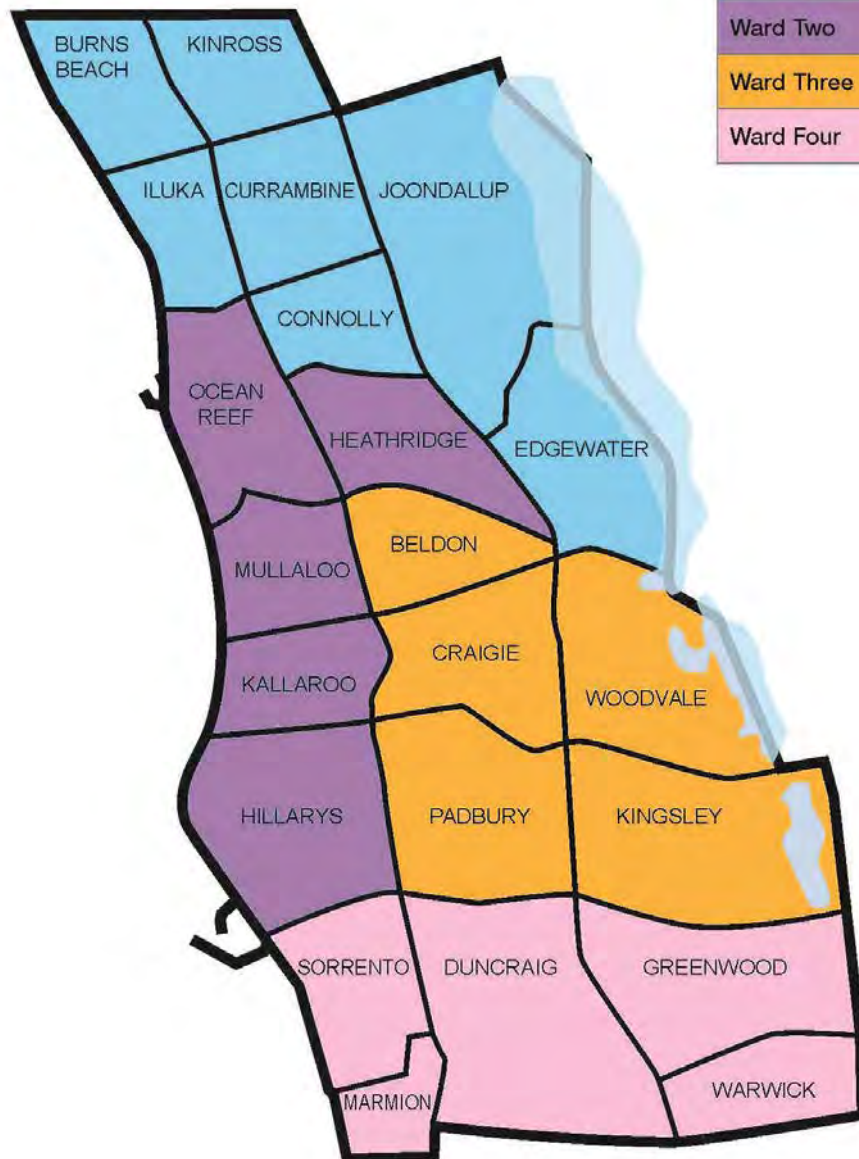 Ward Two
Ward Three
Ward Four
BURNS
BEACH
KINROSS
ILUKA
CURRAMBINE
JOONDALUP
CONNOLLY
OCEAN
REEF
HEATHRIDGE
EDGEWATER
BELDON
MULLALOO
CRAIGIE
KALLAROO
WOODVALE
HILLARYS
PADBURY
KINGSLEY
SORRENTO
DUNCRAIG
GREENWOOD
MARMION
WARWICK